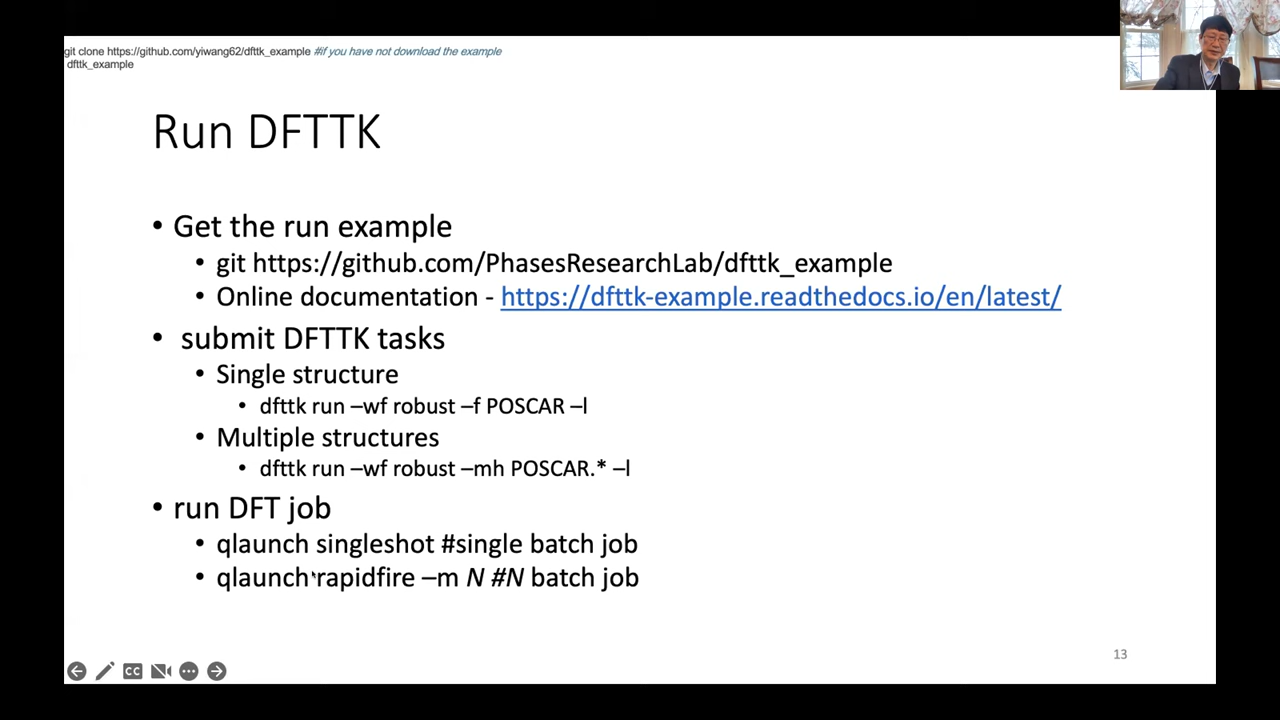 git clone https://github.com/yiwang62/dfttk_example #if you have not download the example
dfttk_example
Run DFTTK
• Get the run example
• git https://github.com/PhasesResearchLab/dfttk_example
• Online documentation - https://dfttk-example.readthedocs.io/en/latest/
• submit DFTTK tasks
• Single structure
• dfttk run –wf robust –f POSCAR –l
• Multiple structures
• dfttk run –wf robust –mh POSCAR.* –l
• run DFT job
• qlaunch singleshot #single batch job
• qlaunch rapidfire –m N #N batch job
13
CC